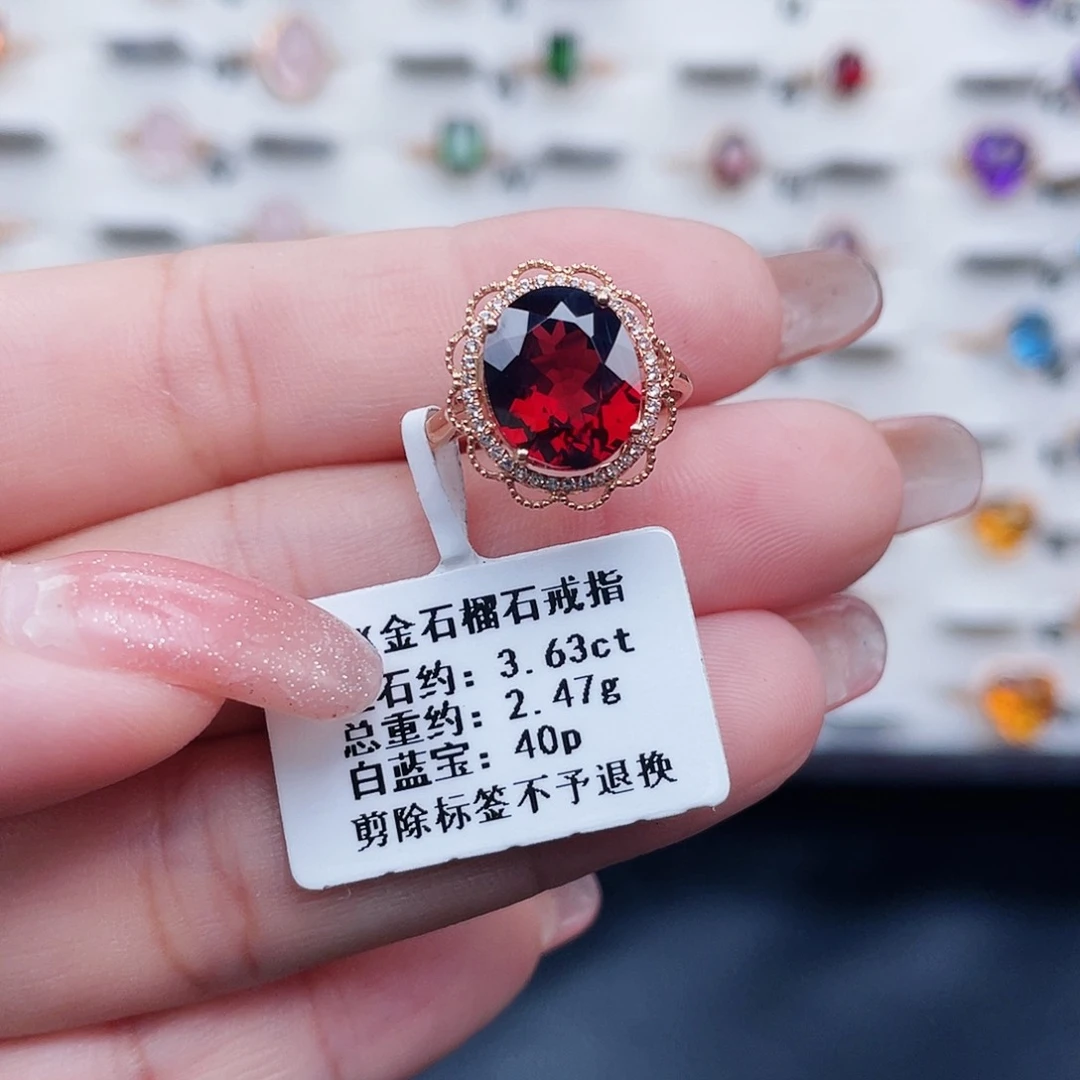 金石榴石戒指
石约: 3.63ct
总重约: 2.47g
白蓝宝: 40p
剪除标签不予退换